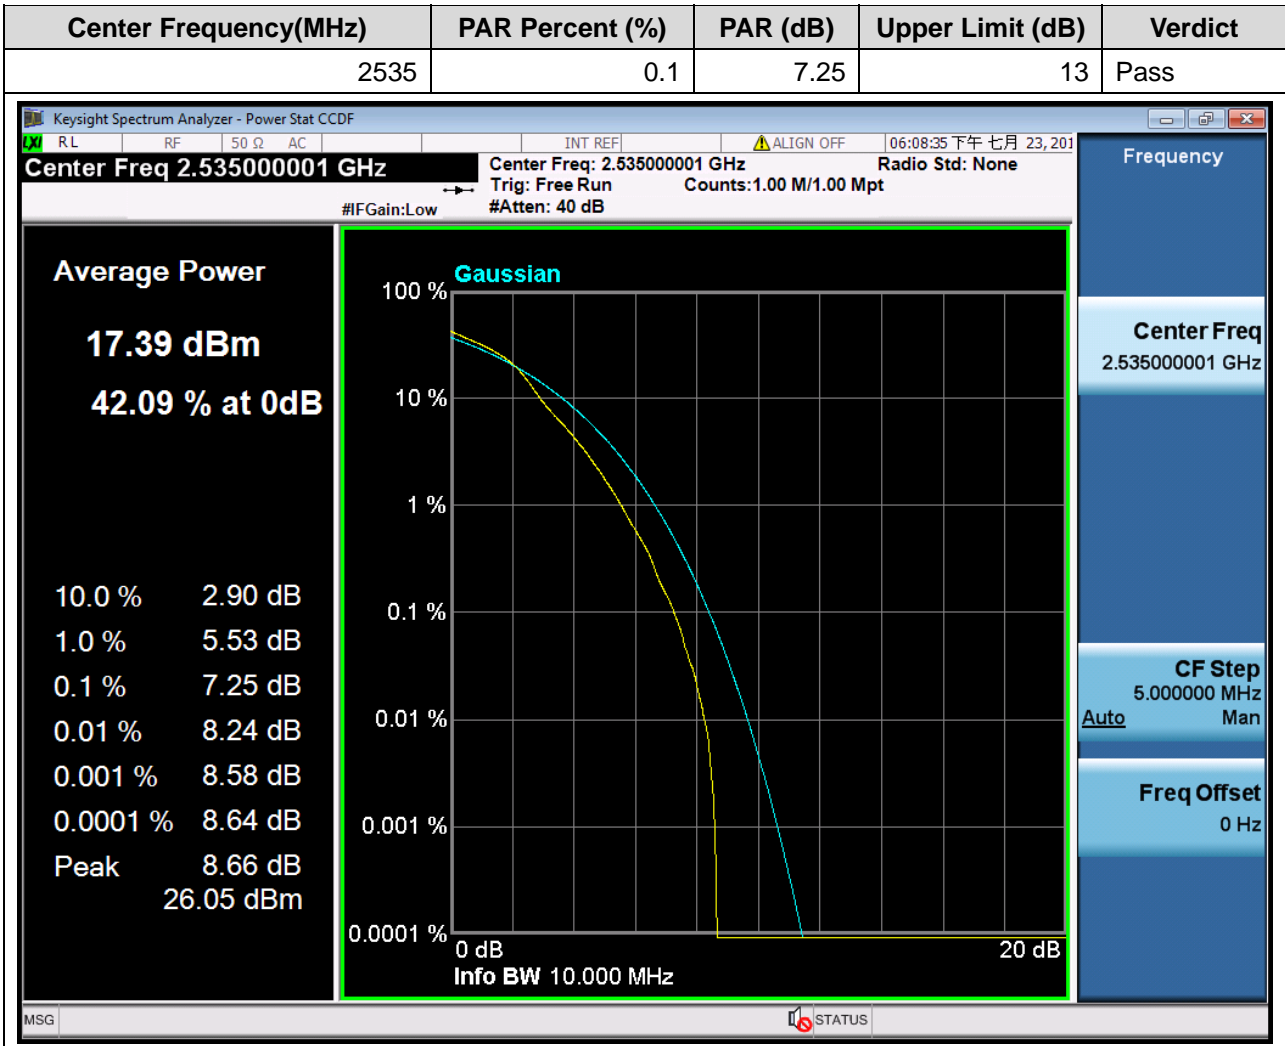 Center Frequency(MHz) PAR Percent (%) PAR (dB) Upper Limit (dB) Verdict
2535 0.1 7.25 13 Pass
Keysight Spectrum Analyzer - Power Stat CCDF
LXI RL RF 50 Ω AC INT REF ALIGN OFF 06:08:35 下午 七月 23, 201
Center Freq 2.535000001 GHz
#IFGain:Low
Center Freq: 2.535000001 GHz Radio Std: None
Trig: Free Run Counts:1.00 M/1.00 Mpt
#Atten: 40 dB
Average Power
17.39 dBm
42.09 % at 0dB
10.0 % 2.90 dB
1.0 % 5.53 dB
0.1 % 7.25 dB
0.01 % 8.24 dB
0.001 % 8.58 dB
0.0001 % 8.64 dB
Peak 8.66 dB
26.05 dBm
Gaussian
100 %
10 %
1 %
0.1 %
0.01 %
0.001 %
0.0001 %
0 dB 20 dB
Info BW 10.000 MHz
Frequency
Center Freq
2.535000001 GHz
CF Step
5.000000 MHz
Auto Man
Freq Offset
0 Hz
MSG STATUS